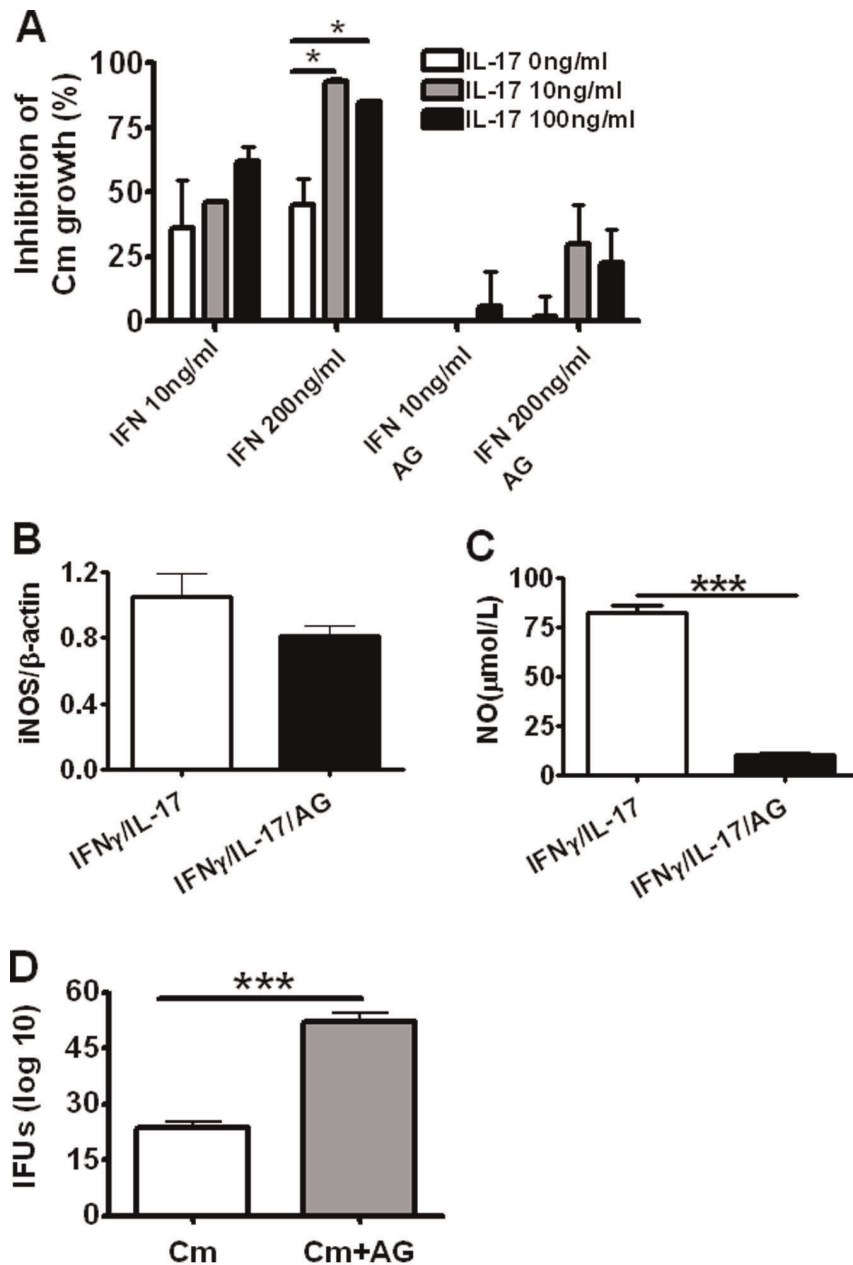 A
Inhibition of
Cm growth (%)
100
75
50
25
0
*
*
IL-17 0ng/ml
IL-17 10ng/ml
IL-17 100ng/ml
IFN 10ng/ml
IFN 200ng/ml
IFN 10ng/ml
AG
IFN 200ng/ml
AG
B
iNOS/β-actin
1.2
0.8
0.4
0.0
IFNγ/IL-17
IFNγ/IL-17/AG
C
NO(μmol/L)
100
75
50
25
0
***
IFNγ/IL-17
IFNγ/IL-17/AG
D
IFUs (log 10)
60
45
30
15
0
***
Cm
Cm+AG